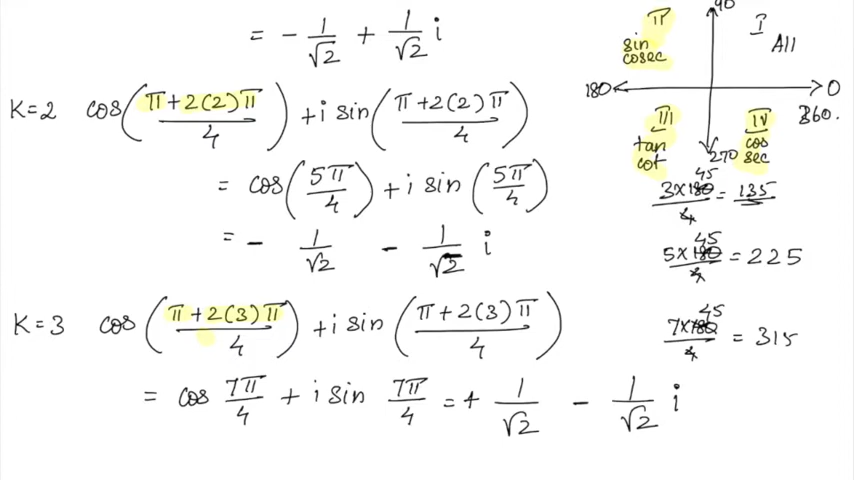 = - 1/√2 + 1/√2 i
K=2 cos((π+2(2)π)/4) + i sin((π+2(2)π)/4)
= cos(5π/4) + i sin(5π/4)
= - 1/√2 - 1/√2 i
K=3 cos((π+2(3)π)/4) + i sin((π+2(3)π)/4)
= cos 7π/4 + i sin 7π/4 = + 1/√2 - 1/√2 i
90
II
I
sin
cosec
All
180
0
360.
III
IV
tan
cot
270
cos
sec
45
3×180/4 = 135
45
5×180/4 = 225
45
7×180/4 = 315